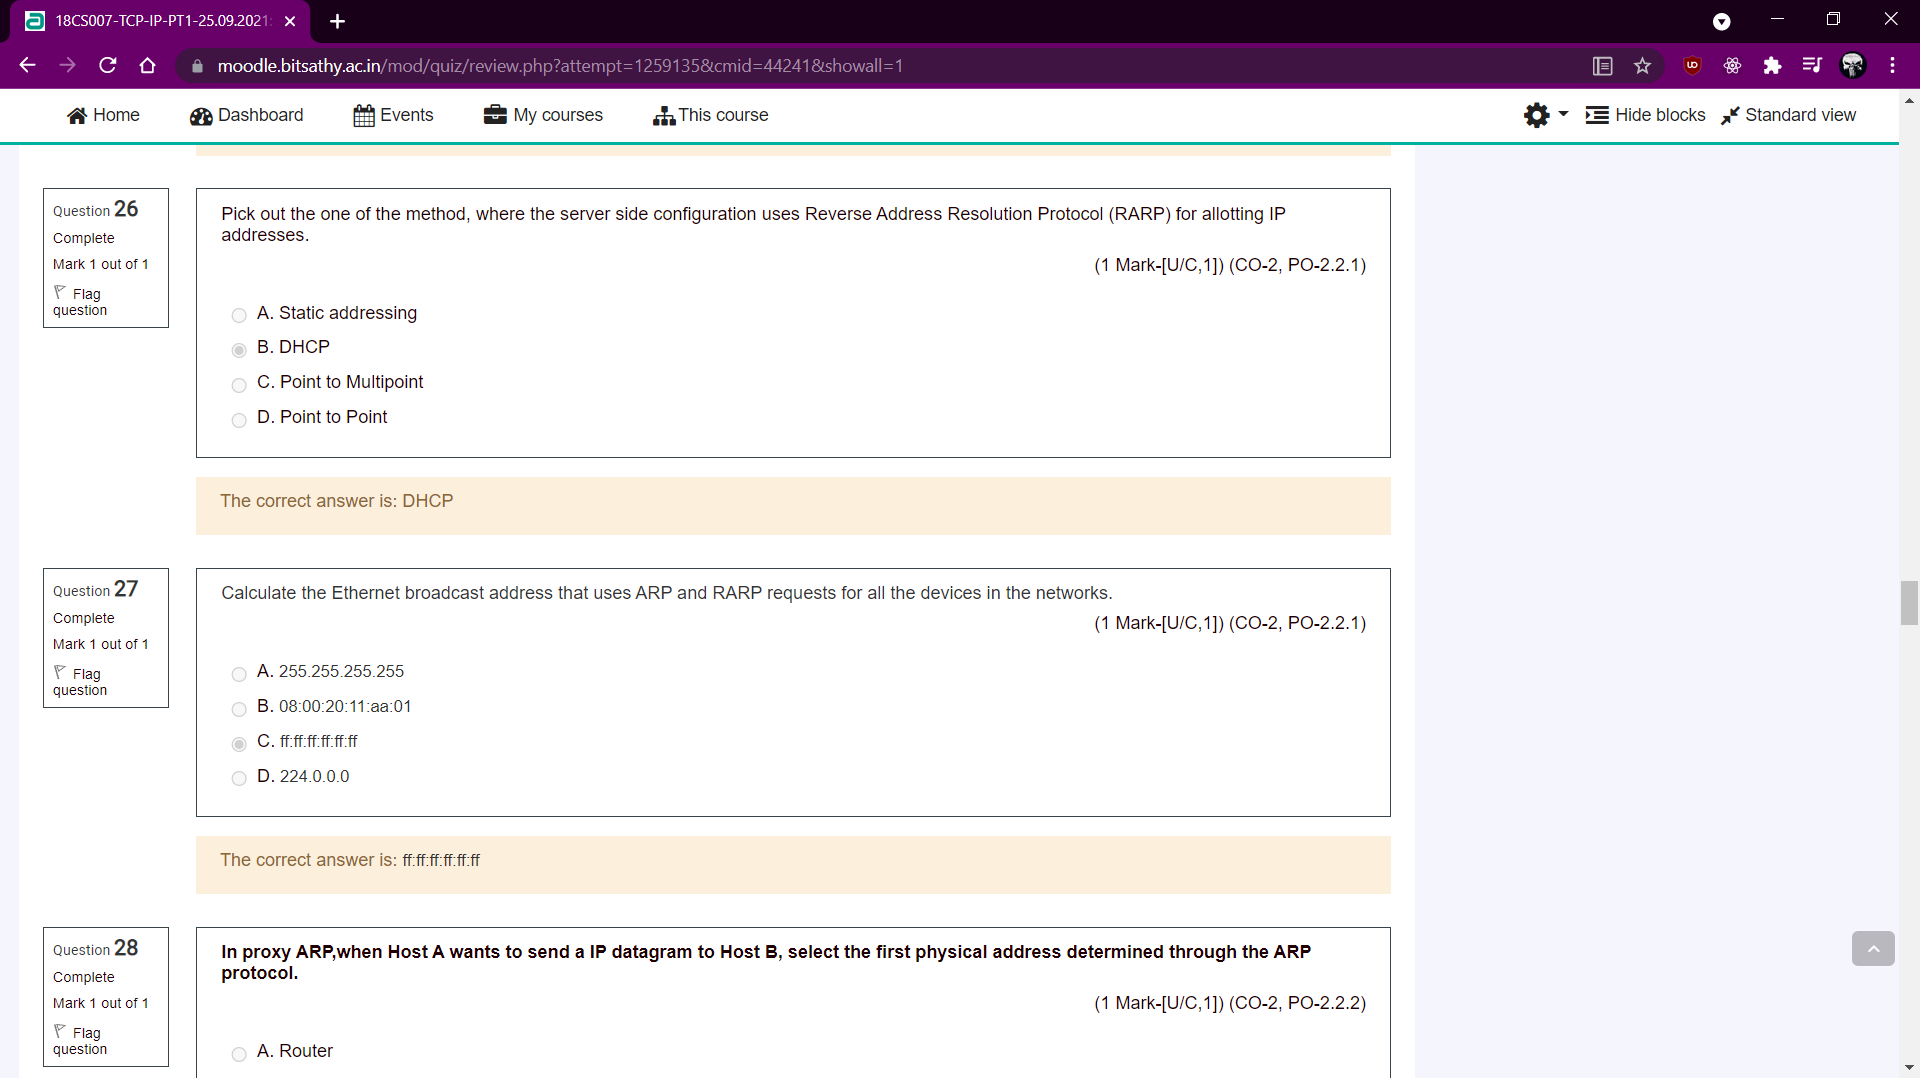 18CS007-TCP-IP-PT1-25.09.2021
moodle.bitsathy.ac.in/mod/quiz/review.php?attempt=1259135&cmid=44241&showall=1
Home
Dashboard
Events
My courses
This course
Hide blocks
Standard view
Question 26
Complete
Mark 1 out of 1
Flag
question
Pick out the one of the method, where the server side configuration uses Reverse Address Resolution Protocol (RARP) for allotting IP
addresses.
(1 Mark-[U/C,1]) (CO-2, PO-2.2.1)
A. Static addressing
B. DHCP
C. Point to Multipoint
D. Point to Point
The correct answer is: DHCP
Question 27
Complete
Mark 1 out of 1
Flag
question
Calculate the Ethernet broadcast address that uses ARP and RARP requests for all the devices in the networks.
(1 Mark-[U/C,1]) (CO-2, PO-2.2.1)
A. 255.255.255.255
B. 08:00:20:11:aa:01
C. ff:ff:ff:ff:ff:ff
D. 224.0.0.0
The correct answer is: ff:ff:ff:ff:ff:ff
Question 28
Complete
Mark 1 out of 1
Flag
question
In proxy ARP,when Host A wants to send a IP datagram to Host B, select the first physical address determined through the ARP
protocol.
(1 Mark-[U/C,1]) (CO-2, PO-2.2.2)
A. Router